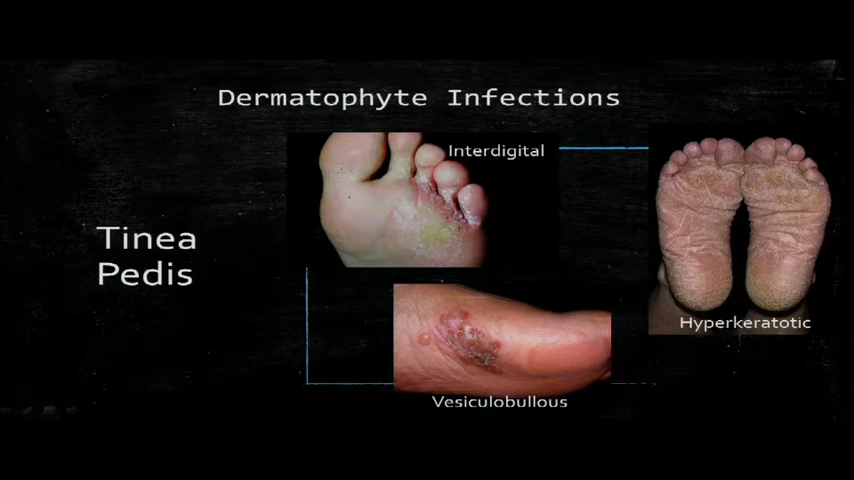 Dermatophyte Infections
Interdigital
Tinea
Pedis
Hyperkeratotic
Vesiculobullous